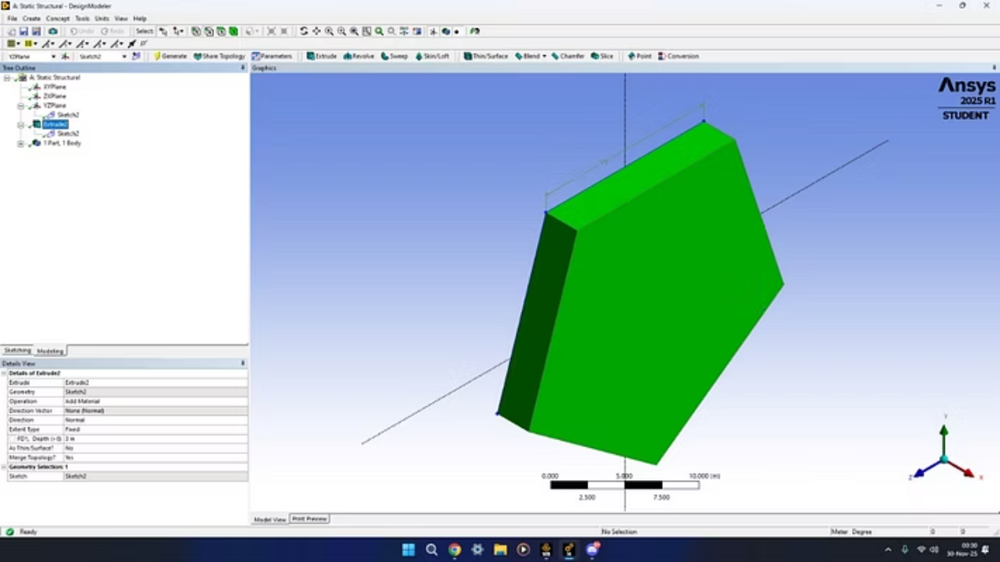 A: Static Structural - DesignModeler
File Create Concept Tools Units View Help
Undo Redo Select:
YZPlane Sketch2 Generate Share Topology Parameters Extrude Revolve Sweep Skin/Loft Thin/Surface Blend Chamfer Slice Point Conversion
Tree Outline
Graphics
A: Static Structural
XYPlane
ZXPlane
YZPlane
Sketch2
Extrude2
Sketch2
1 Part, 1 Body
Ansys
2025 R1
STUDENT
Sketching Modeling
Details View
Details of Extrude2
Extrude Extrude2
Geometry Sketch2
Operation Add Material
Direction Vector None (Normal)
Direction Normal
Extent Type Fixed
FD1, Depth (>0) 3 m
As Thin/Surface? No
Merge Topology? Yes
Geometry Selection: 1
Sketch Sketch2
0.000 5.000 10.000 (m)
2.500 7.500
Y
Z X
Model View Print Preview
Ready No Selection Meter Degree 0 0
00:30
30-Nov-25